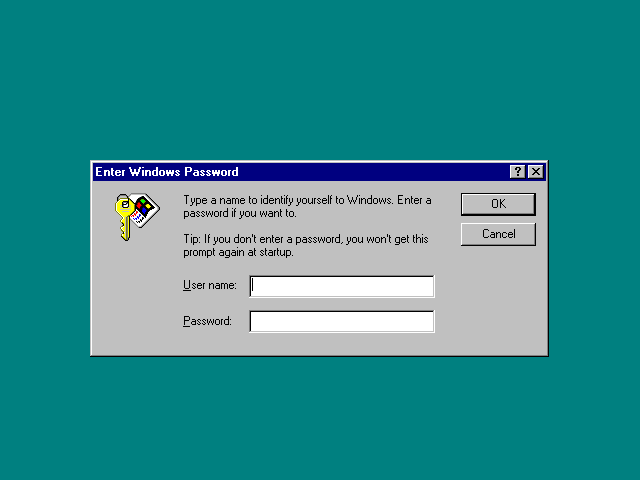 Enter Windows Password
Type a name to identify yourself to Windows. Enter a
password if you want to.
OK
Cancel
Tip: If you don't enter a password, you won't get this
prompt again at startup.
User name:
Password: